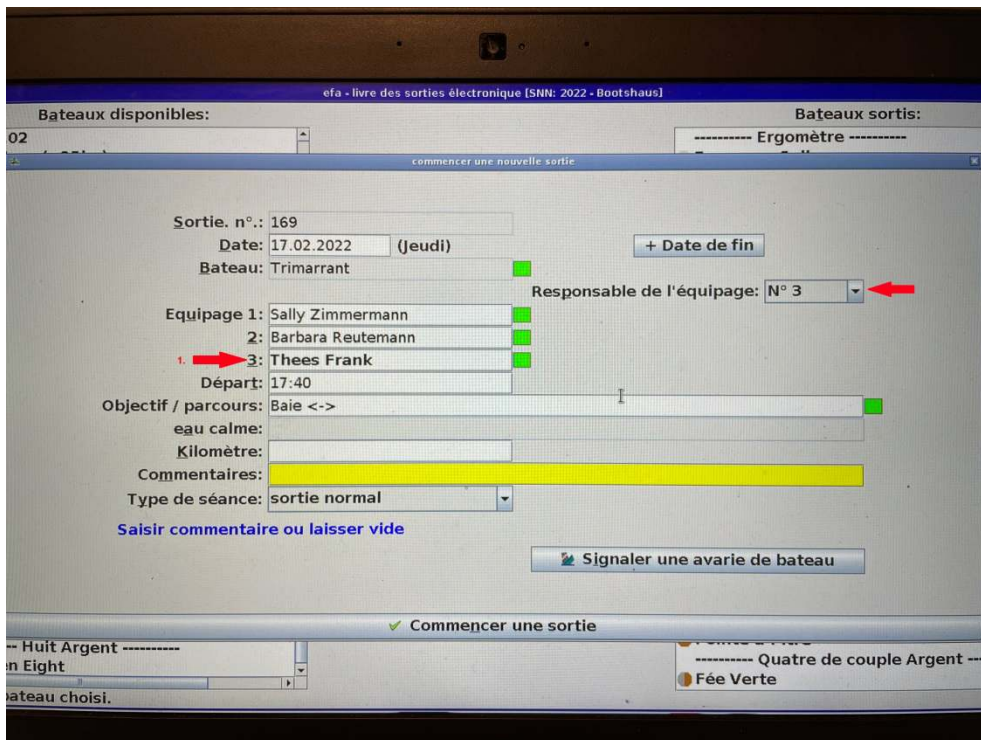 efa - livre des sorties électronique [SNN: 2022 - Bootshaus]
Bateaux disponibles:
Bateaux sortis:
02
---------- Ergomètre ----------
commencer une nouvelle sortie
Sortie. n°.: 169
Date: 17.02.2022 (Jeudi)
+ Date de fin
Bateau: Trimarrant
Responsable de l'équipage: N° 3
Equipage 1: Sally Zimmermann
2: Barbara Reutemann
1. 3: Thees Frank
Départ: 17:40
Objectif / parcours: Baie <->
eau calme:
Kilomètre:
Commentaires:
Type de séance: sortie normal
Saisir commentaire ou laisser vide
Signaler une avarie de bateau
Commencer une sortie
-- Huit Argent ----------
Eight
---------- Quatre de couple Argent --
Fée Verte
bateau choisi.